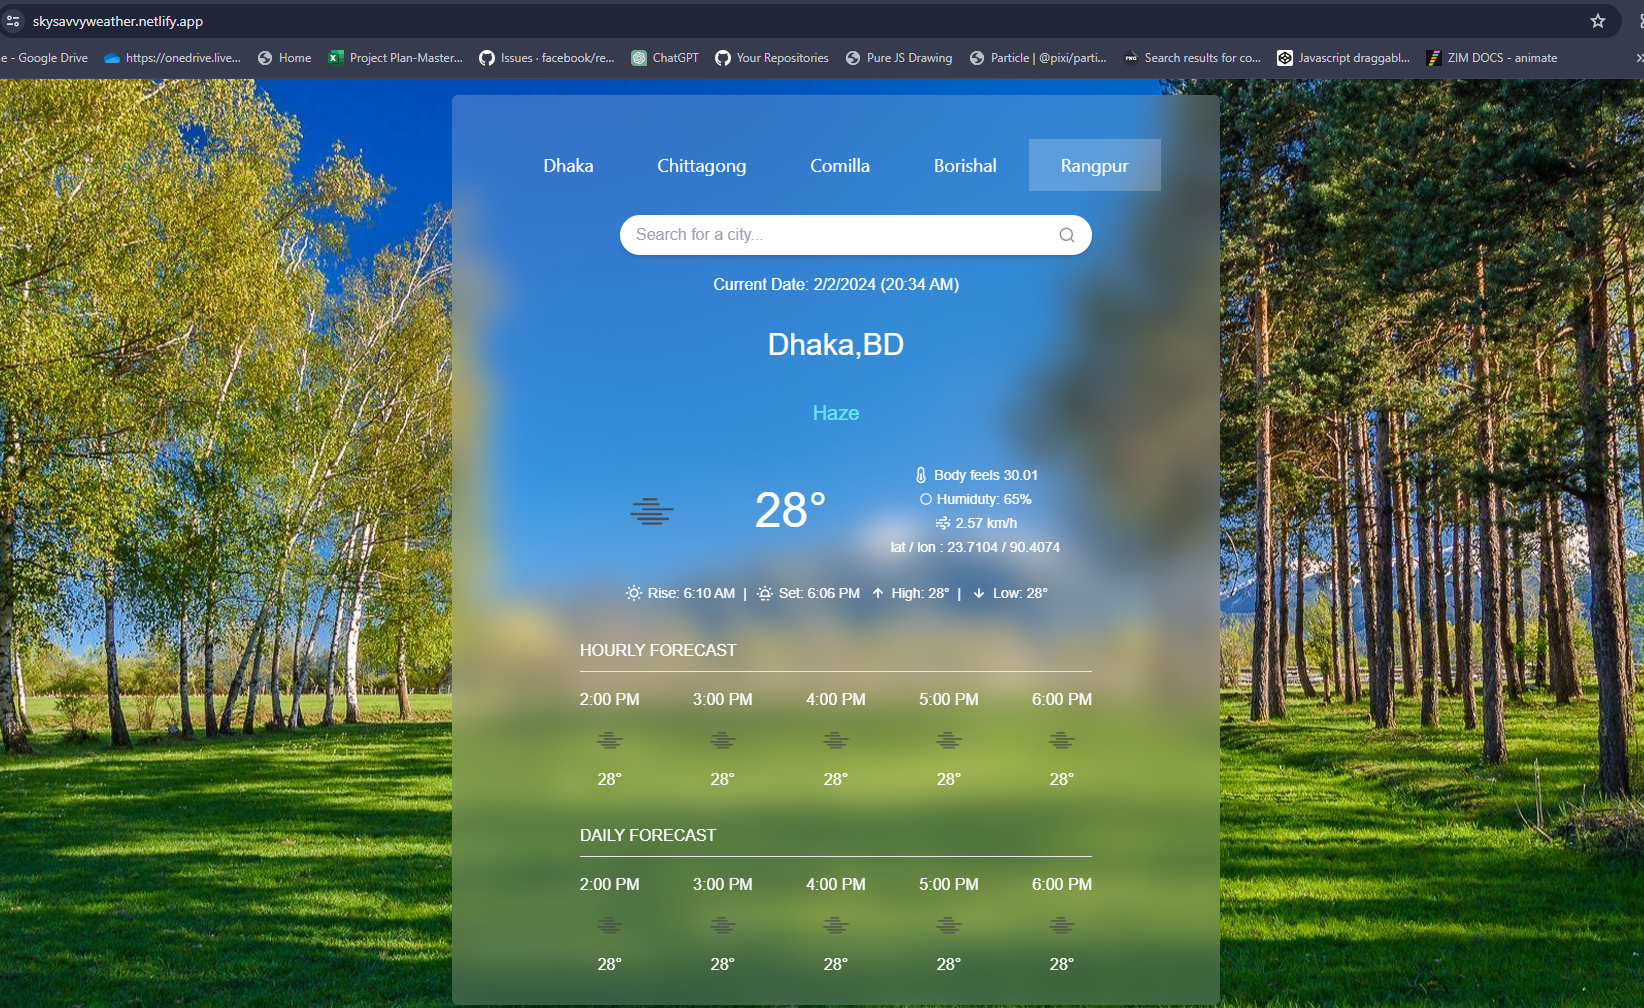 skysavvyweather.netlify.app
e - Google Drive https://onedrive.live... Home Project Plan-Master... Issues · facebook/re... ChatGPT Your Repositories Pure JS Drawing Particle | @pixi/parti... PNG Search results for co... Javascript draggabl... ZIM DOCS - animate »
Dhaka Chittagong Comilla Borishal Rangpur
Search for a city...
Current Date: 2/2/2024 (20:34 AM)
Dhaka,BD
Haze
Body feels 30.01
28°
Humiduty: 65%
2.57 km/h
lat / lon : 23.7104 / 90.4074
Rise: 6:10 AM | Set: 6:06 PM High: 28° | Low: 28°
HOURLY FORECAST
2:00 PM 3:00 PM 4:00 PM 5:00 PM 6:00 PM
28° 28° 28° 28° 28°
DAILY FORECAST
2:00 PM 3:00 PM 4:00 PM 5:00 PM 6:00 PM
28° 28° 28° 28° 28°